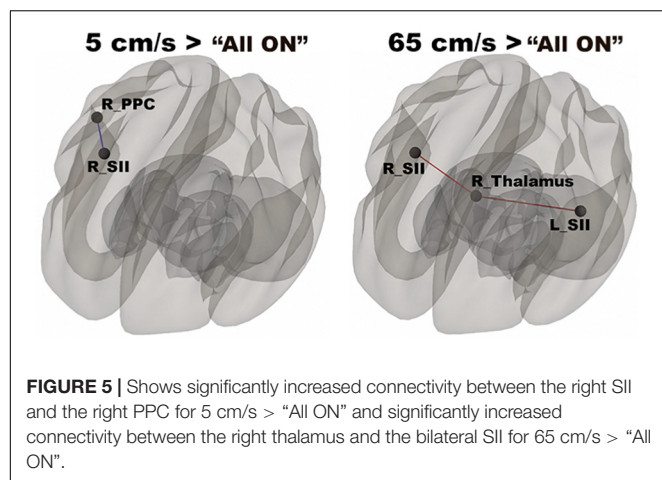 5 cm/s > “All ON”
65 cm/s > “All ON”
R_PPC
R_SII
R_SII
R_Thalamus
L_SII
FIGURE 5 | Shows significantly increased connectivity between the right SII
and the right PPC for 5 cm/s > “All ON” and significantly increased
connectivity between the right thalamus and the bilateral SII for 65 cm/s > “All
ON”.